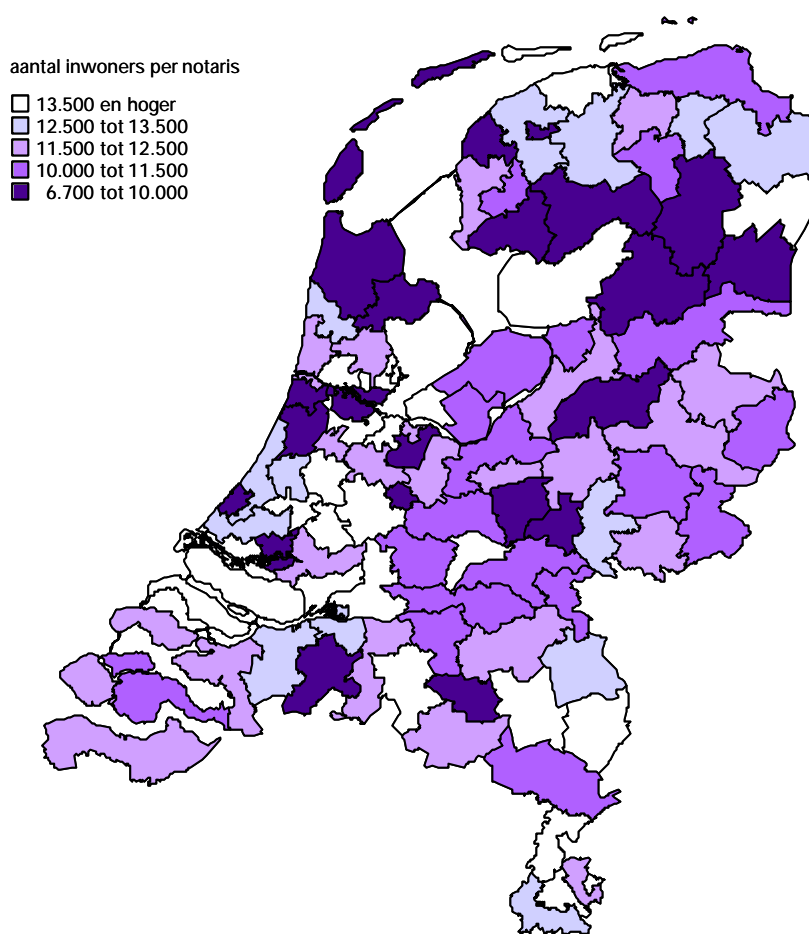 aantal inwoners per notaris
13.500 en hoger
12.500 tot 13.500
11.500 tot 12.500
10.000 tot 11.500
6.700 tot 10.000